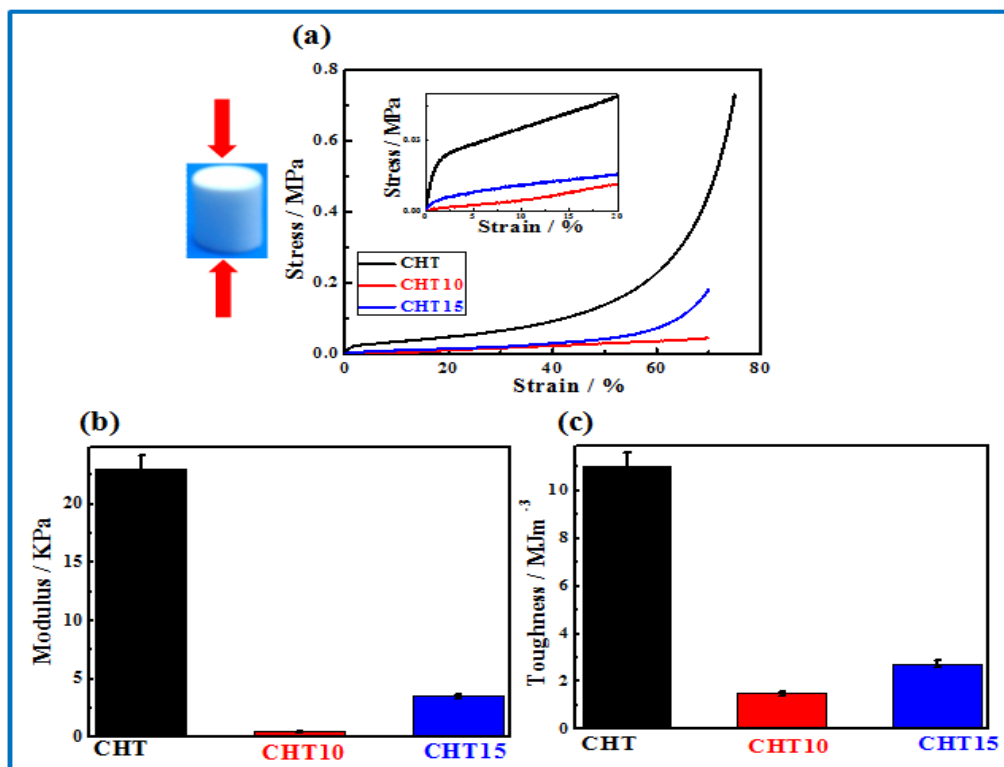 (a)
0.8
0.6
0.4
0.2
0.0
Stress / MPa
0 20 40 60 80
Strain / %
Stress / MPa
0.03
0.00
0 5 10 15 20
Strain / %
CHT
CHT10
CHT15
(b)
Modulus / KPa
20
15
10
5
0
CHT CHT10 CHT15
(c)
Toughness / MJm-3
10
8
6
4
2
0
CHT CHT10 CHT15